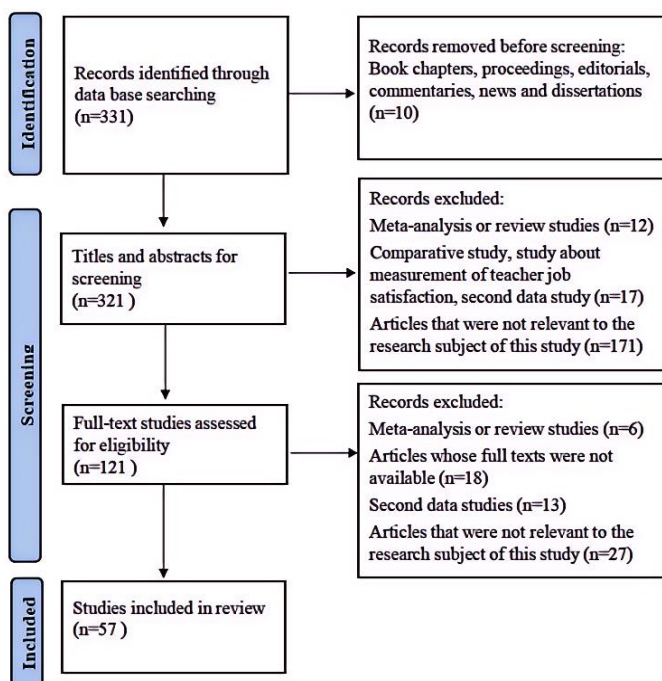 Identification
Records identified through
data base searching
(n=331)
Records removed before screening:
Book chapters, proceedings, editorials,
commentaries, news and dissertations
(n=10)
Screening
Titles and abstracts for
screening
(n=321 )
Records excluded:
Meta-analysis or review studies (n=12)
Comparative study, study about
measurement of teacher job
satisfaction, second data study (n=17)
Articles that were not relevant to the
research subject of this study (n=171)
Full-text studies assessed
for eligibility
(n=121 )
Records excluded:
Meta-analysis or review studies (n=6)
Articles whose full texts were not
available (n=18)
Second data studies (n=13)
Articles that were not relevant to the
research subject of this study (n=27)
Included
Studies included in review
(n=57 )